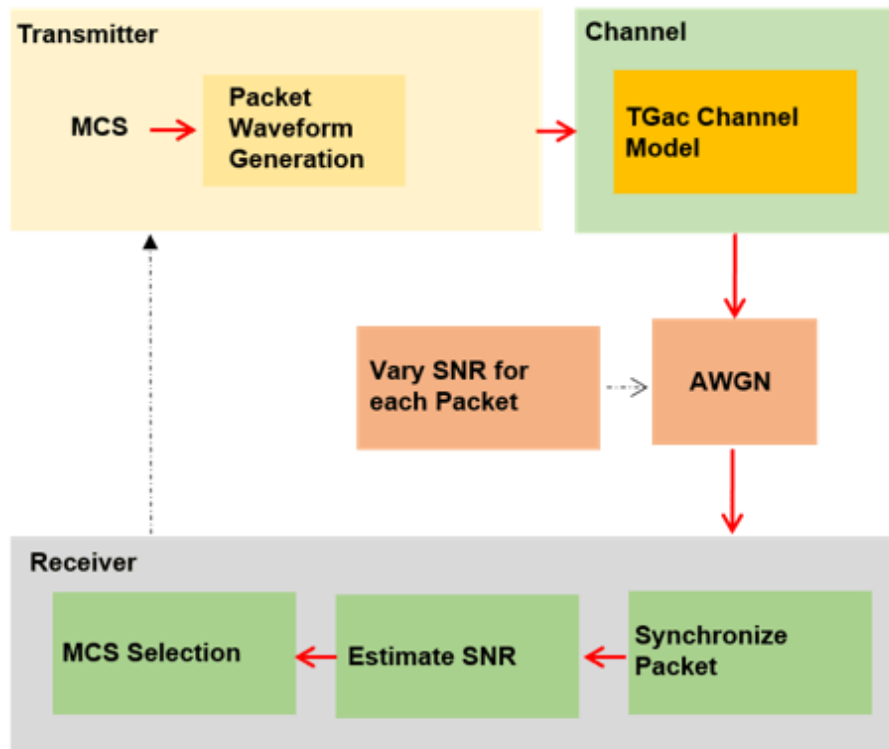 Transmitter
MCS
Packet
Waveform
Generation
Channel
TGac Channel
Model
Vary SNR for
each Packet
AWGN
Receiver
MCS Selection
Estimate SNR
Synchronize
Packet